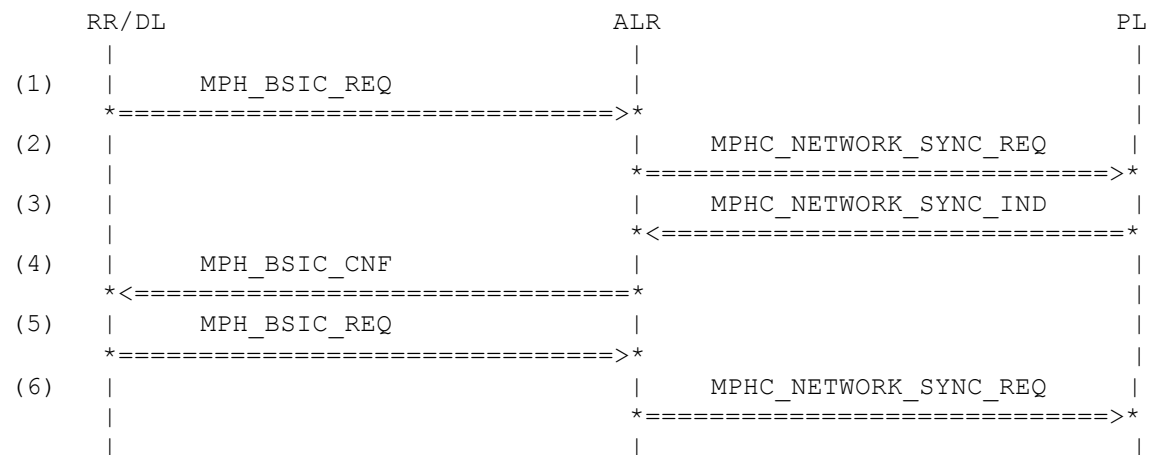 RR/DL ALR PL
| | |
(1) | MPH_BSIC_REQ | |
*===============================>* |
(2) | | MPHC_NETWORK_SYNC_REQ |
| *=============================>*
(3) | | MPHC_NETWORK_SYNC_IND |
| *<=============================*
(4) | MPH_BSIC_CNF | |
*<===============================* |
(5) | MPH_BSIC_REQ | |
*===============================>* |
(6) | | MPHC_NETWORK_SYNC_REQ |
| *=============================>*
| | |